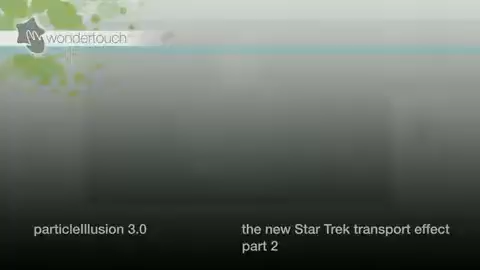 wondertouch
particleIllusion 3.0
the new Star Trek transport effect
part 2